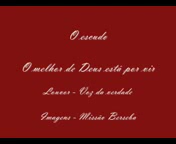 O escudo
O melhor de Deus está por vir
Louvor - Voz da verdade
Imagens - Missão Berseba